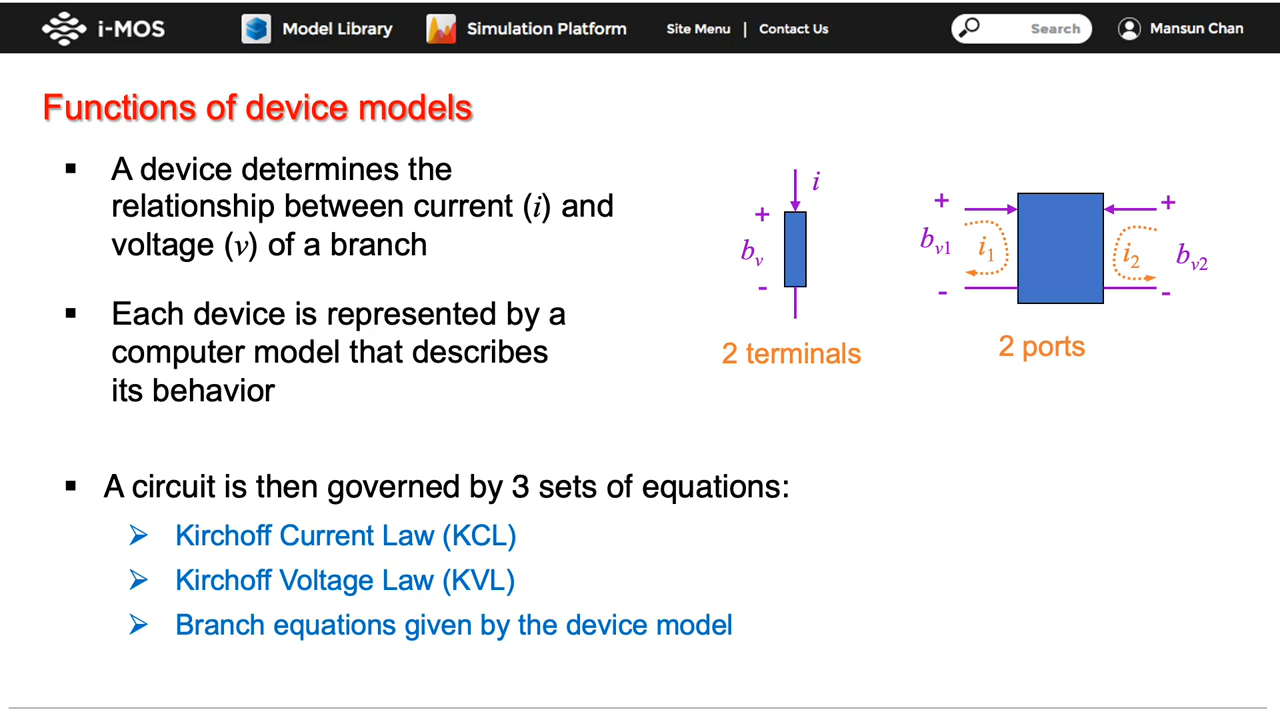 i-MOS Model Library Simulation Platform Site Menu | Contact Us Search Mansun Chan
Functions of device models
▪ A device determines the
relationship between current (i) and
voltage (v) of a branch
▪ Each device is represented by a
computer model that describes
its behavior
i
+
bv
-
2 terminals
+ +
bv1 i1 i2 bv2
- -
2 ports
▪ A circuit is then governed by 3 sets of equations:
➢ Kirchoff Current Law (KCL)
➢ Kirchoff Voltage Law (KVL)
➢ Branch equations given by the device model